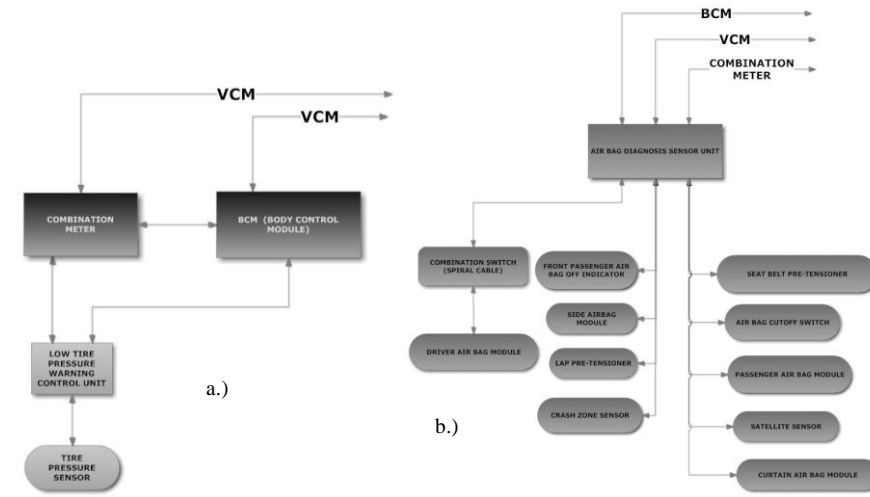 VCM
VCM
COMBINATION
METER
BCM (BODY CONTROL
MODULE)
LOW TIRE
PRESSURE
WARNING
CONTROL UNIT
TIRE
PRESSURE
SENSOR
a.)
BCM
VCM
COMBINATION
METER
AIR BAG DIAGNOSIS SENSOR UNIT
COMBINATION SWITCH
(SPIRAL CABLE)
DRIVER AIR BAG MODULE
FRONT PASSENGER AIR
BAG OFF INDICATOR
SIDE AIRBAG
MODULE
LAP PRE-TENSIONER
CRASH ZONE SENSOR
SEAT BELT PRE-TENSIONER
AIR BAG CUTOFF SWITCH
PASSENGER AIR BAG MODULE
SATELLITE SENSOR
CURTAIN AIR BAG MODULE
b.)